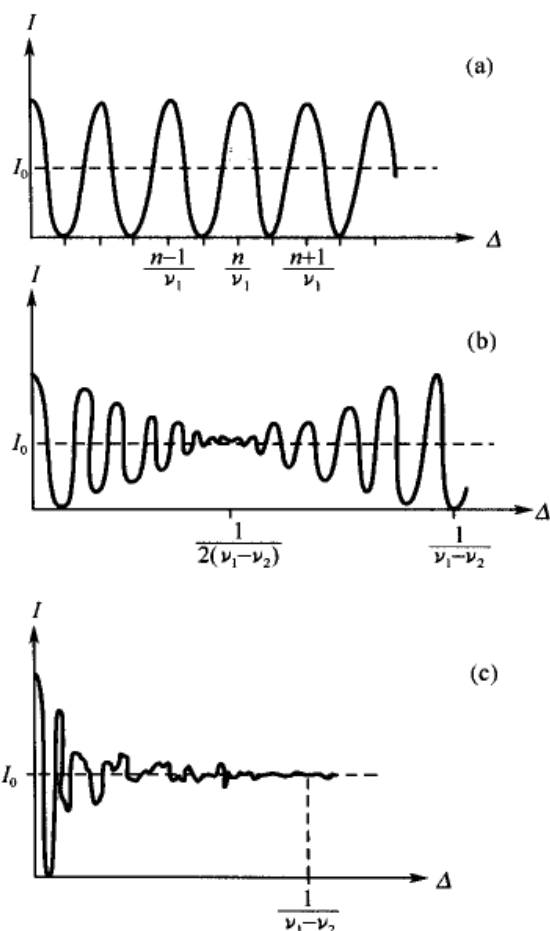 I
(a)
I₀
Δ
n−1/ν₁ n/ν₁ n+1/ν₁
I
(b)
I₀
Δ
1/2(ν₁−ν₂) 1/ν₁−ν₂
I
(c)
I₀
Δ
1/ν₁−ν₂